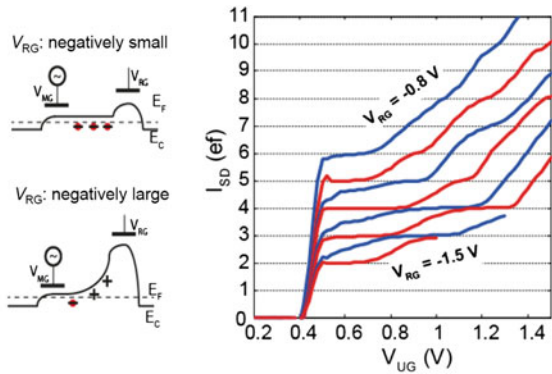 V_RG: negatively small
~
V_MG
V_RG
E_F
E_C
V_RG: negatively large
~
V_MG
V_RG
+
+
E_F
E_C
I_SD (ef)
11
10
9
8
7
6
5
4
3
2
1
0
V_RG = -0.8 V
V_RG = -1.5 V
0.2 0.4 0.6 0.8 1.0 1.2 1.4
V_UG (V)